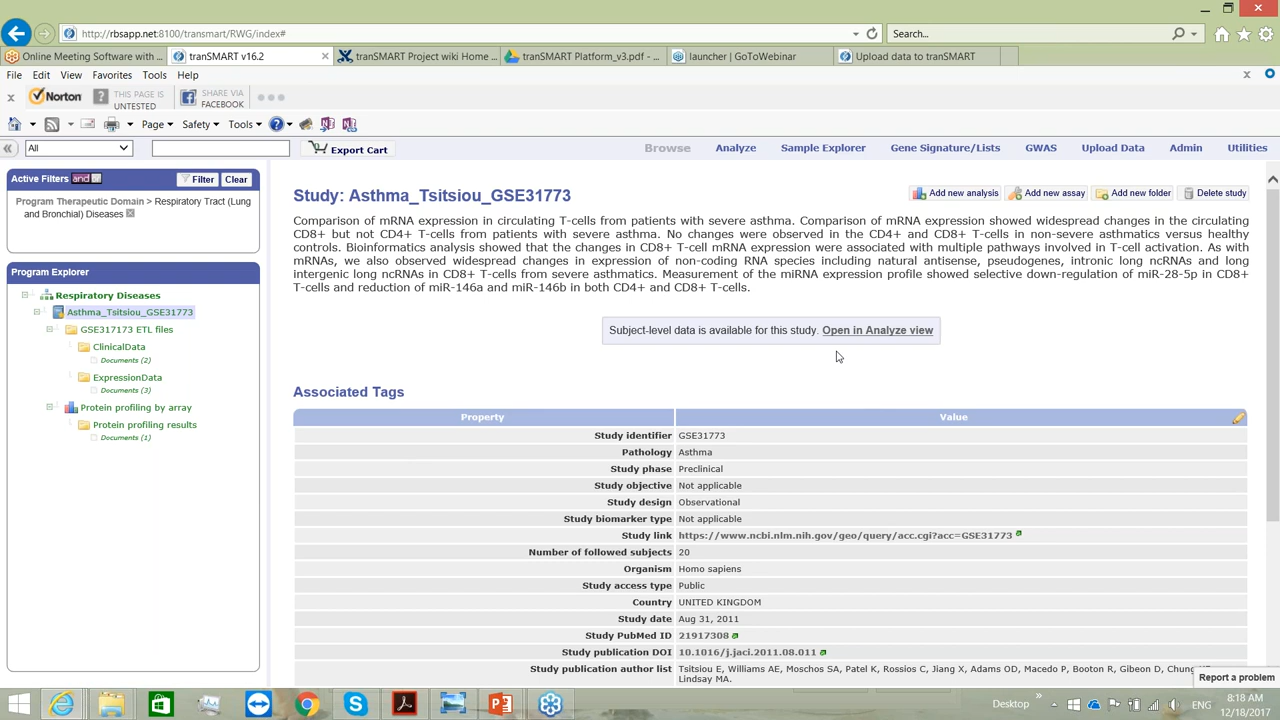 http://rbsapp.net:8100/transmart/RWG/index#
Search...
Online Meeting Software with ...
tranSMART v16.2
tranSMART Project wiki Home ...
tranSMART Platform_v3.pdf - ...
launcher | GoToWebinar
Upload data to tranSMART
File Edit View Favorites Tools Help
Norton
THIS PAGE IS
UNTESTED
SHARE VIA
FACEBOOK
Page Safety Tools
All
Export Cart
Browse Analyze Sample Explorer Gene Signature/Lists GWAS Upload Data Admin Utilities
Active Filters and
Filter Clear
Program Therapeutic Domain > Respiratory Tract (Lung
and Bronchial) Diseases
Program Explorer
Respiratory Diseases
Asthma_Tsitsiou_GSE31773
GSE317173 ETL files
ClinicalData
Documents (2)
ExpressionData
Documents (3)
Protein profiling by array
Protein profiling results
Documents (1)
Study: Asthma_Tsitsiou_GSE31773
Add new analysis Add new assay Add new folder Delete study
Comparison of mRNA expression in circulating T-cells from patients with severe asthma. Comparison of mRNA expression showed widespread changes in the circulating
CD8+ but not CD4+ T-cells from patients with severe asthma. No changes were observed in the CD4+ and CD8+ T-cells in non-severe asthmatics versus healthy
controls. Bioinformatics analysis showed that the changes in CD8+ T-cell mRNA expression were associated with multiple pathways involved in T-cell activation. As with
mRNAs, we also observed widespread changes in expression of non-coding RNA species including natural antisense, pseudogenes, intronic long ncRNAs and long
intergenic long ncRNAs in CD8+ T-cells from severe asthmatics. Measurement of the miRNA expression profile showed selective down-regulation of miR-28-5p in CD8+
T-cells and reduction of miR-146a and miR-146b in both CD4+ and CD8+ T-cells.
Subject-level data is available for this study. Open in Analyze view
Associated Tags
Property Value
Study identifier GSE31773
Pathology Asthma
Study phase Preclinical
Study objective Not applicable
Study design Observational
Study biomarker type Not applicable
Study link https://www.ncbi.nlm.nih.gov/geo/query/acc.cgi?acc=GSE31773
Number of followed subjects 20
Organism Homo sapiens
Study access type Public
Country UNITED KINGDOM
Study date Aug 31, 2011
Study PubMed ID 21917308
Study publication DOI 10.1016/j.jaci.2011.08.011
Study publication author list Tsitsiou E, Williams AE, Moschos SA, Patel K, Rossios C, Jiang X, Adams OD, Macedo P, Booton R, Gibeon D, Chung
Lindsay MA.
Report a problem
Desktop
ENG
8:18 AM
12/18/2017